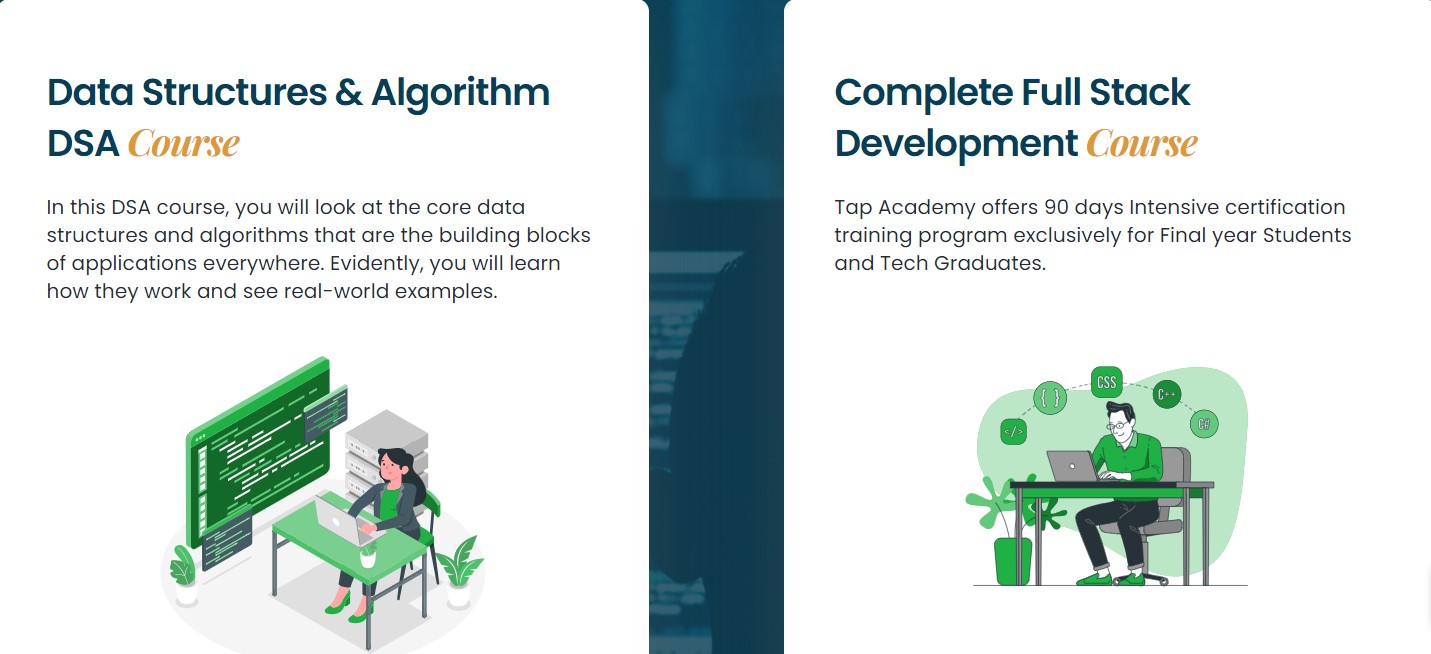 Data Structures & Algorithm
DSA Course
In this DSA course, you will look at the core data
structures and algorithms that are the building blocks
of applications everywhere. Evidently, you will learn
how they work and see real-world examples.
Complete Full Stack
Development Course
Tap Academy offers 90 days Intensive certification
training program exclusively for Final year Students
and Tech Graduates.
</> { } CSS C++ C#